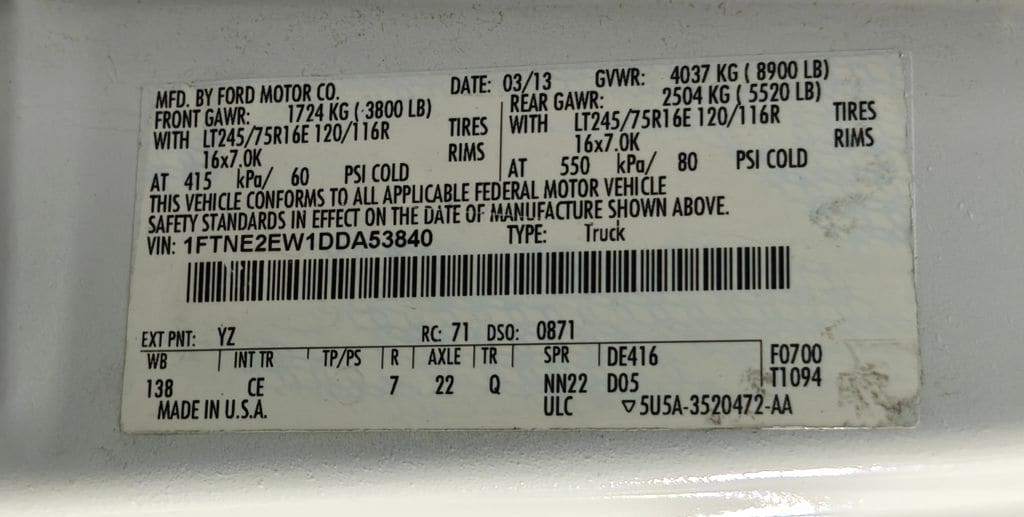 MFD. BY FORD MOTOR CO. DATE: 03/13 GVWR: 4037 KG ( 8900 LB)
FRONT GAWR: 1724 KG ( 3800 LB) REAR GAWR: 2504 KG ( 5520 LB)
WITH LT245/75R16E 120/116R TIRES WITH LT245/75R16E 120/116R TIRES
16x7.0K RIMS 16x7.0K RIMS
AT 415 kPa/ 60 PSI COLD AT 550 kPa/ 80 PSI COLD
THIS VEHICLE CONFORMS TO ALL APPLICABLE FEDERAL MOTOR VEHICLE
SAFETY STANDARDS IN EFFECT ON THE DATE OF MANUFACTURE SHOWN ABOVE.
VIN: 1FTNE2EW1DDA53840 TYPE: Truck
EXT PNT: YZ RC: 71 DSO: 0871
WB INT TR TP/PS R AXLE TR SPR DE416 F0700
138 CE 7 22 Q NN22 D05 T1094
MADE IN U.S.A. ULC ▽5U5A-3520472-AA